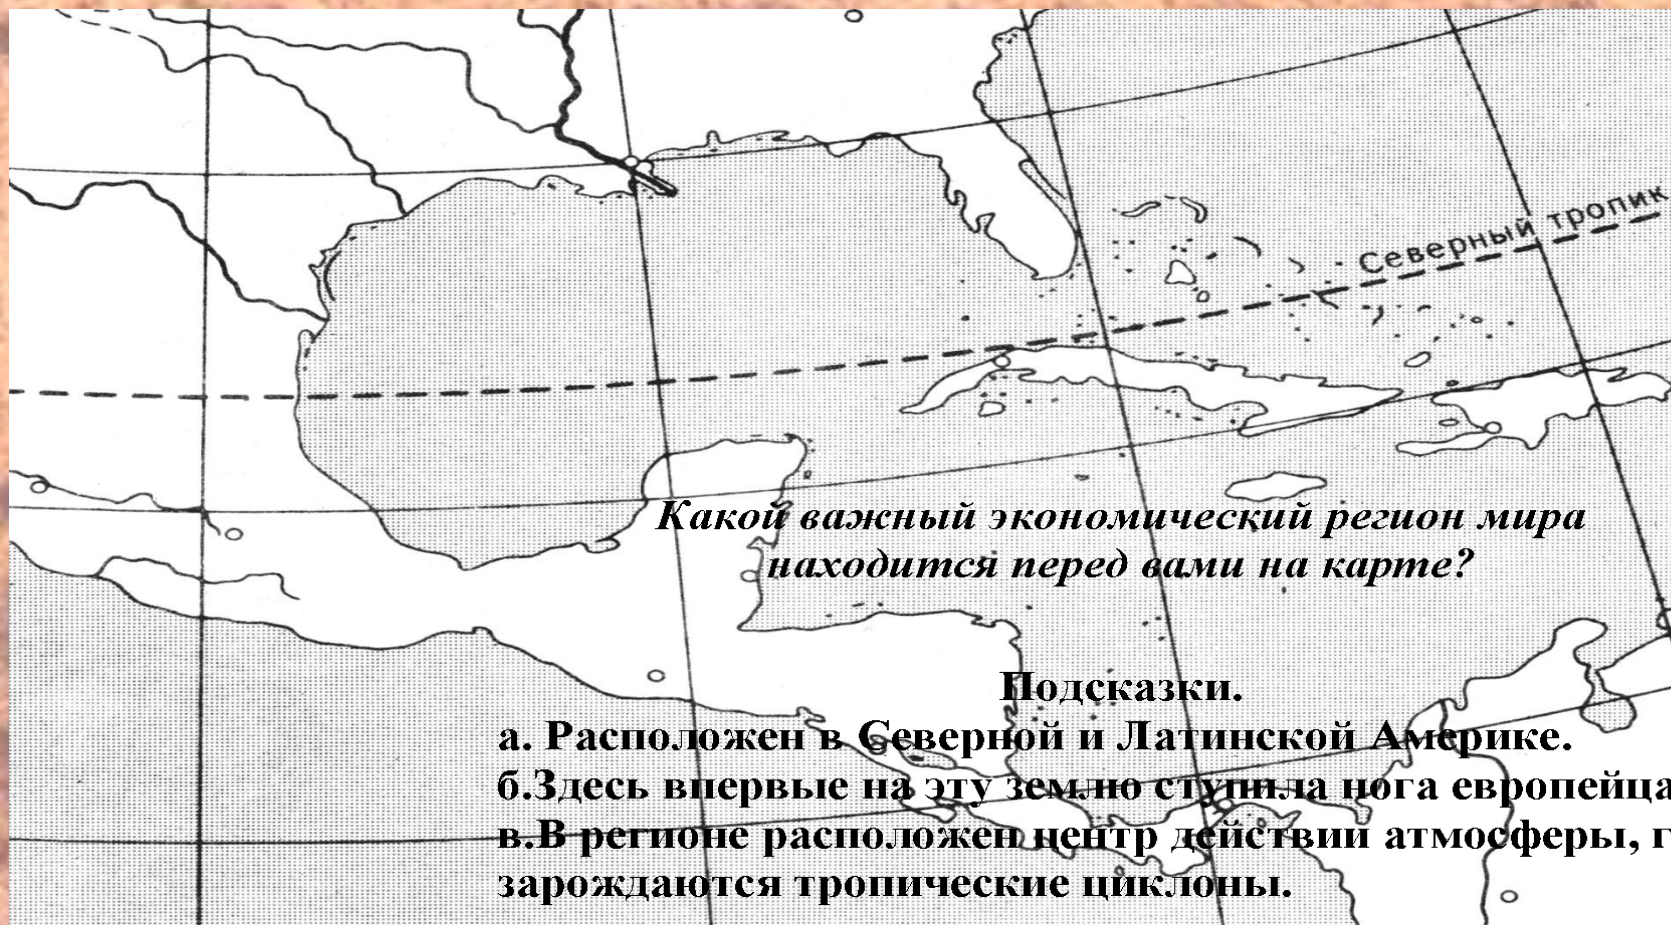 Северный тропик
Какой важный экономический регион мира
находится перед вами на карте?
Подсказки.
а. Расположен в Северной и Латинской Америке.
б.Здесь впервые на эту землю ступила нога европейца
в.В регионе расположен центр действии атмосферы, г
зарождаются тропические циклоны.